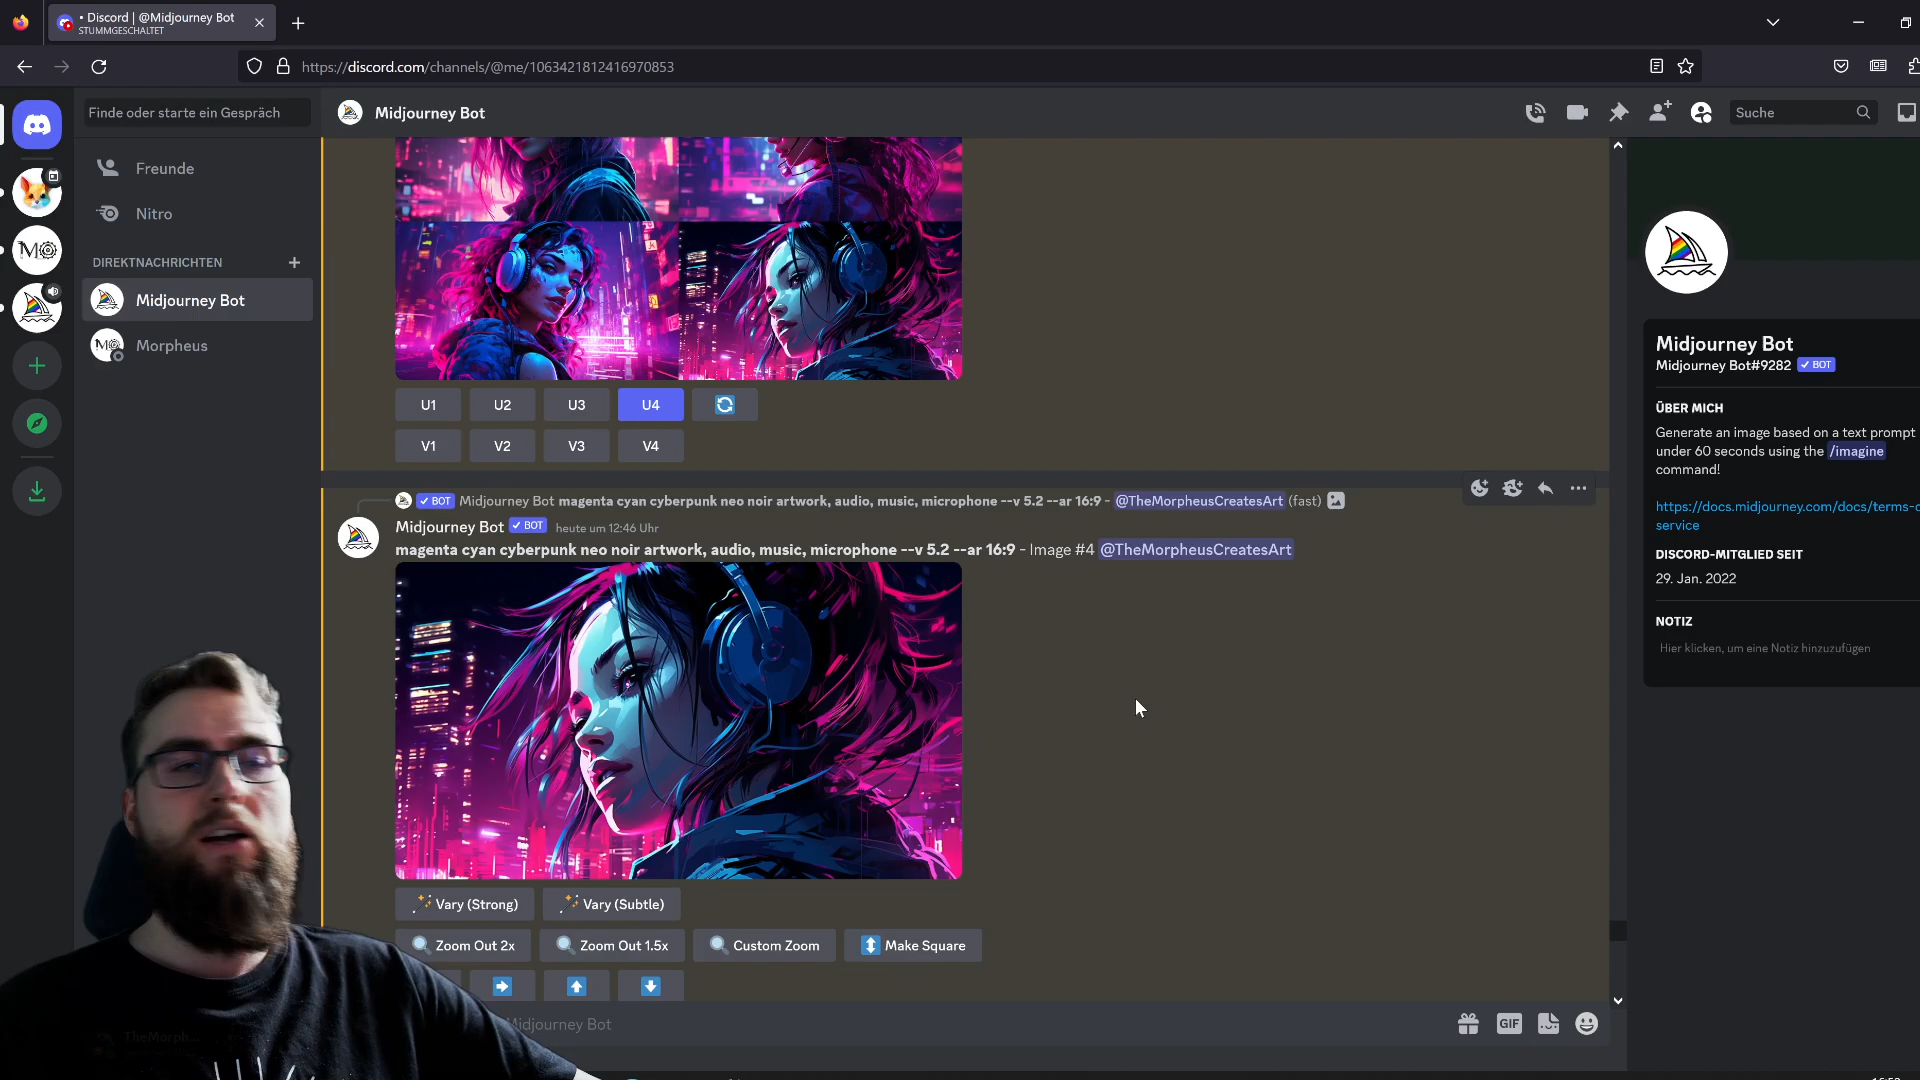 • Discord | @Midjourney Bot
STUMMGESCHALTET
https://discord.com/channels/@me/1063421812416970853
Finde oder starte ein Gespräch
Midjourney Bot
Suche
Freunde
Nitro
DIREKTNACHRICHTEN
Midjourney Bot
Morpheus
U1 U2 U3 U4
V1 V2 V3 V4
BOT Midjourney Bot magenta cyan cyberpunk neo noir artwork, audio, music, microphone --v 5.2 --ar 16:9 - @TheMorpheusCreatesArt (fast)
Midjourney Bot BOT heute um 12:46 Uhr
magenta cyan cyberpunk neo noir artwork, audio, music, microphone --v 5.2 --ar 16:9 - Image #4 @TheMorpheusCreatesArt
Vary (Strong) Vary (Subtle)
Zoom Out 2x Zoom Out 1.5x Custom Zoom Make Square
Midjourney Bot
GIF
TheMorph...
Midjourney Bot
Midjourney Bot#9282 BOT
ÜBER MICH
Generate an image based on a text prompt
under 60 seconds using the /imagine
command!
https://docs.midjourney.com/docs/terms-o
service
DISCORD-MITGLIED SEIT
29. Jan. 2022
NOTIZ
Hier klicken, um eine Notiz hinzuzufügen